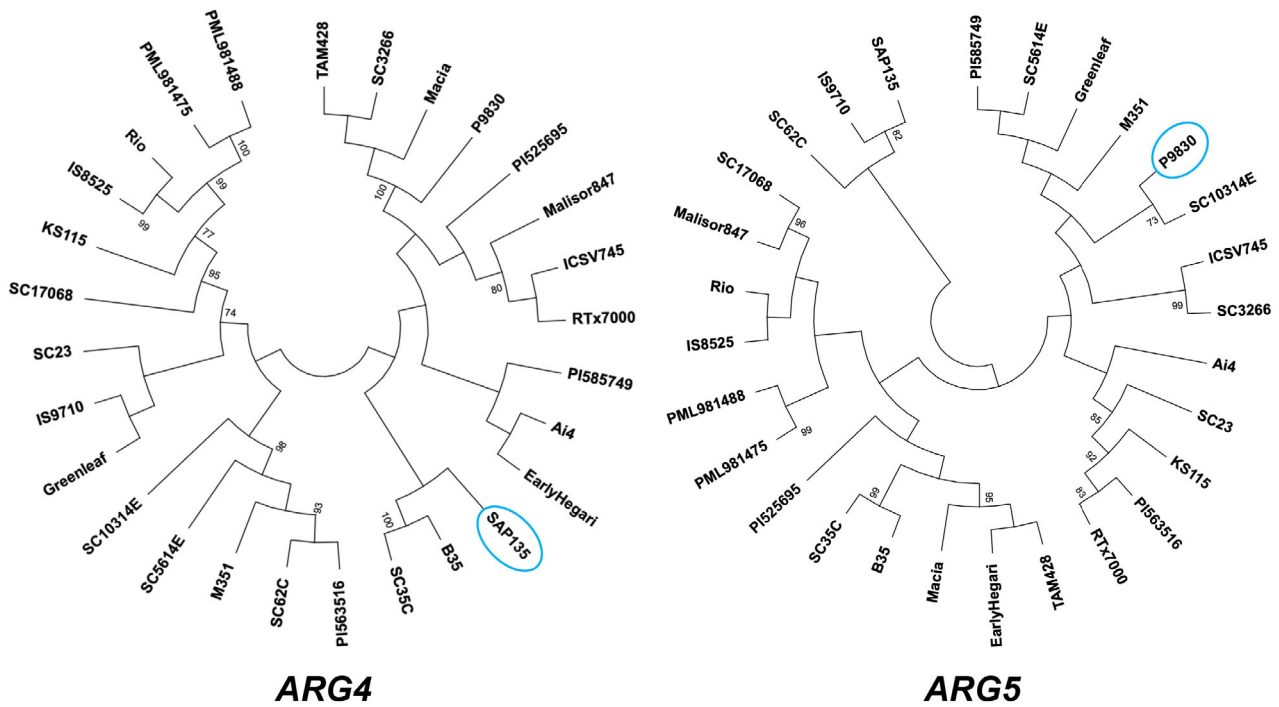 PML981488
PML981475
Rio
IS8525
KS115
SC17068
SC23
IS9710
Greenleaf
SC10314E
SC5614E
M351
SC62C
PI563516
SC35C
B35
SAP135
EarlyHegari
Ai4
PI585749
RTx7000
ICSV745
Malisor847
PI525695
P9830
Macia
SC3266
TAM428
100
99
99
77
95
74
98
93
100
80
100
ARG4
SAP135
IS9710
SC62C
SC17068
Malisor847
Rio
IS8525
PML981488
PML981475
PI525695
SC35C
B35
Macia
EarlyHegari
TAM428
RTx7000
PI563516
KS115
SC23
Ai4
SC3266
ICSV745
SC10314E
P9830
M351
Greenleaf
SC5614E
PI585749
82
96
99
99
95
83
92
85
99
73
ARG5